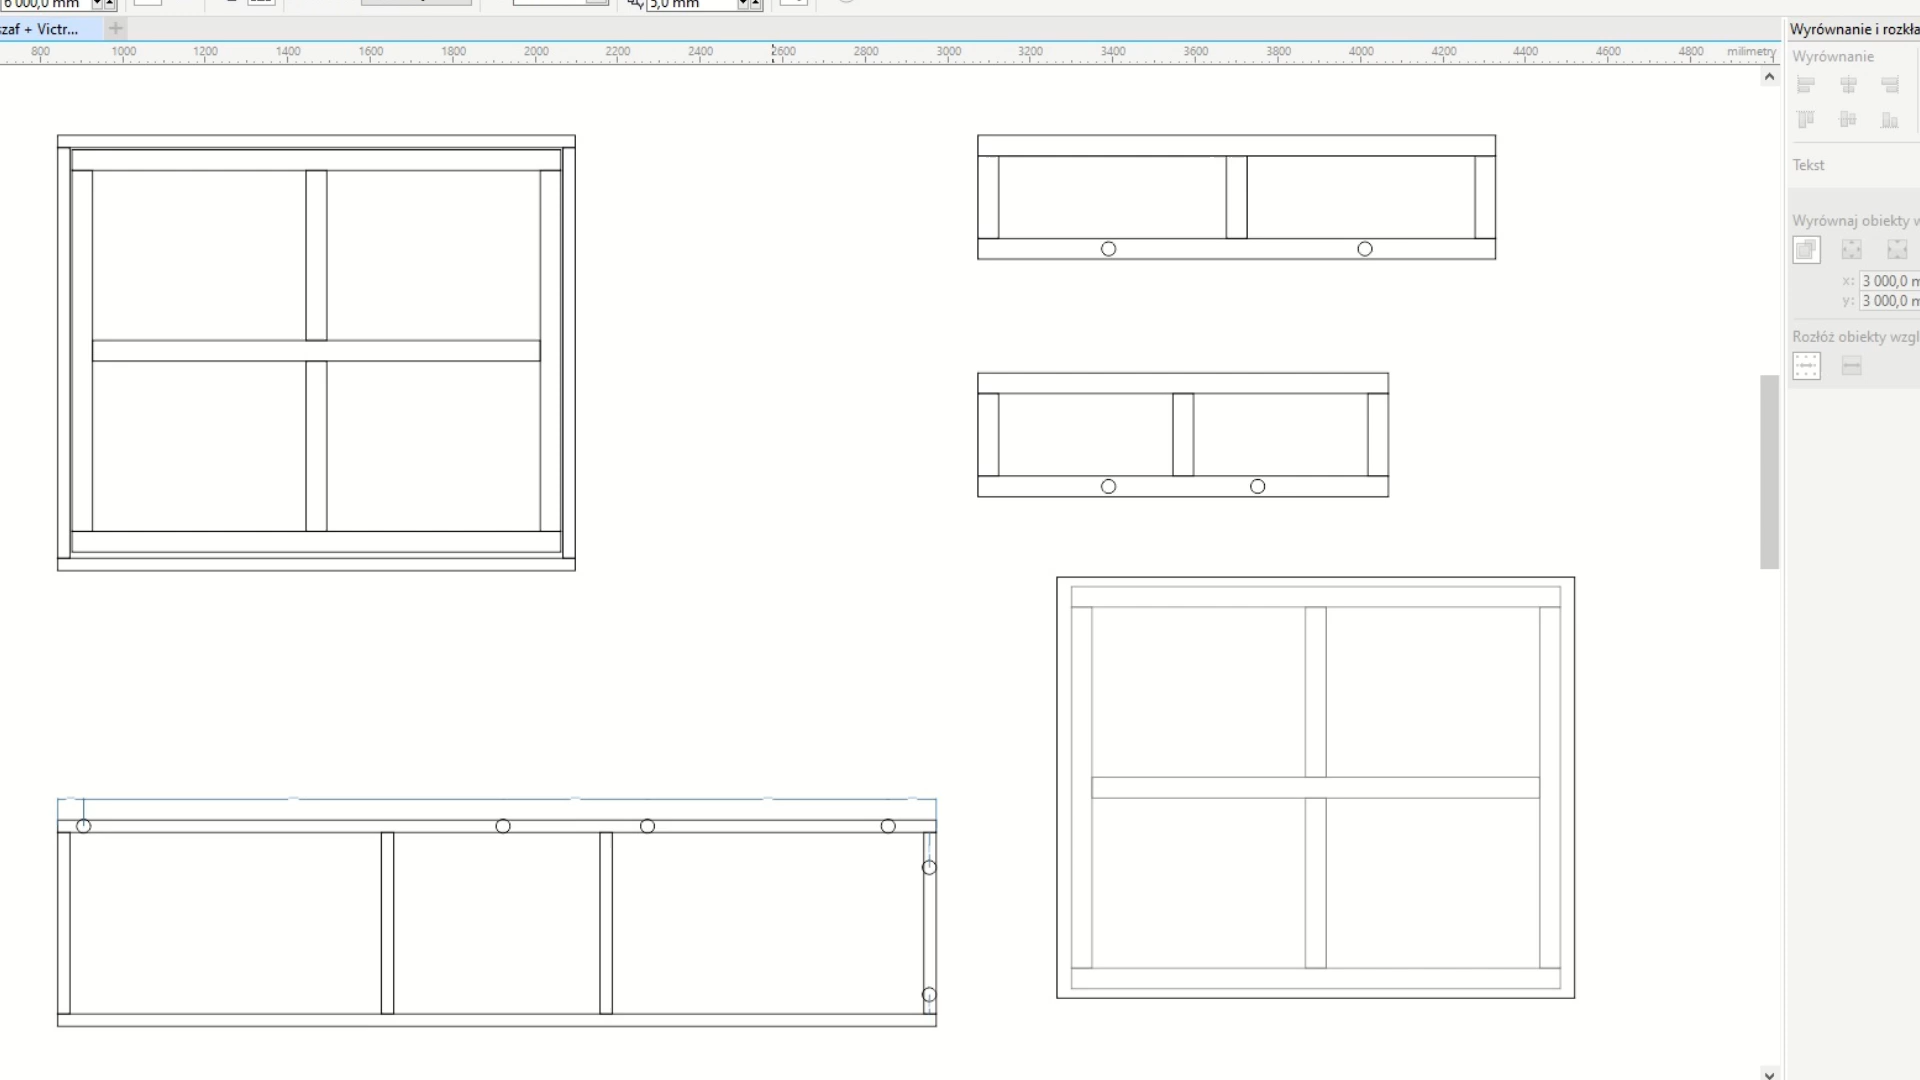 6 000,0 mm
5,0 mm
zaf + Victr...
Wyrównanie i rozkła
800 1000 1200 1400 1600 1800 2000 2200 2400 2600 2800 3000 3200 3400 3600 3800 4000 4200 4400 4600 4800 milimetry
Wyrównanie
Tekst
Wyrównaj obiekty w
x: 3 000,0 m
y: 3 000,0 m
Rozłóż obiekty wzgl